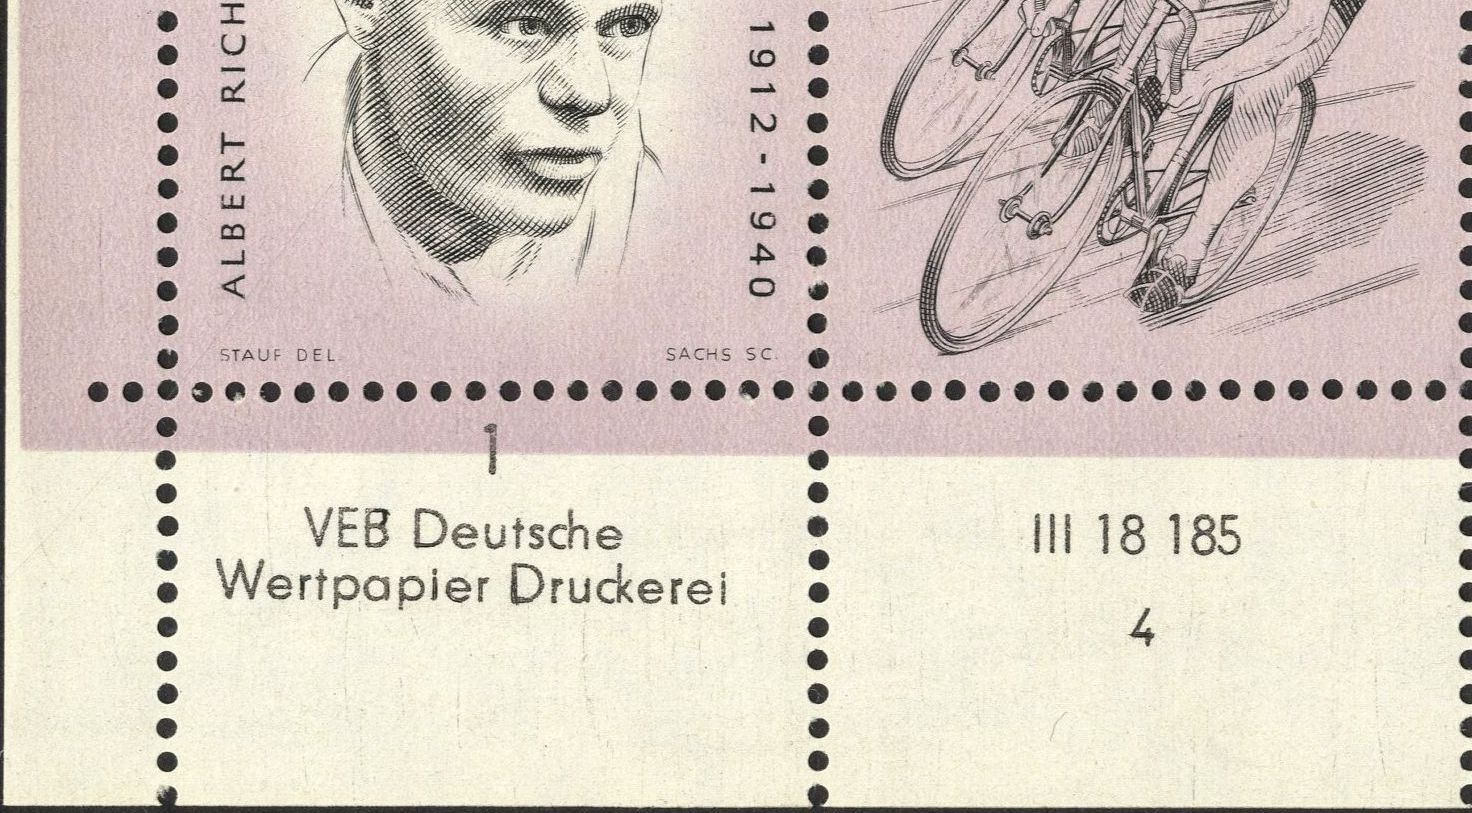 ALBERT RICH
1912-1940
STAUF DEL.
SACHS SC.
1
VEB Deutsche
Wertpapier Druckerei
III 18 185
4